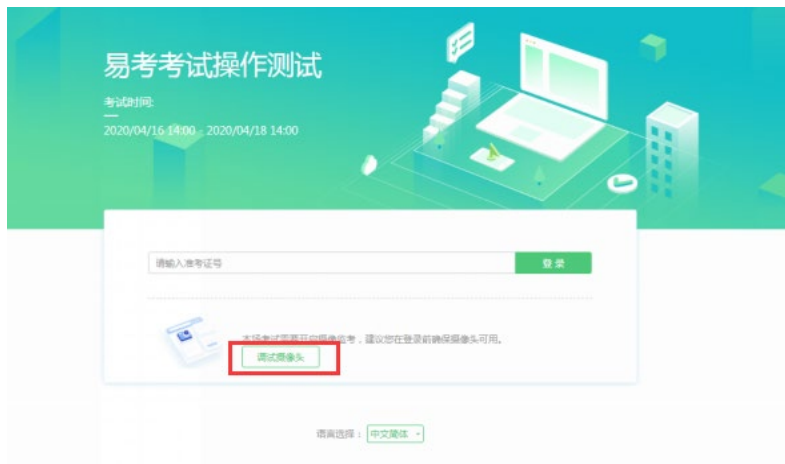 易考考试操作测试
考试时间:
2020/04/16 14:00 - 2020/04/18 14:00
请输入准考证号
登录
本场考试需要开启摄像监考，建议您在登录前确保摄像头可用。
调试摄像头
语言选择：中文简体